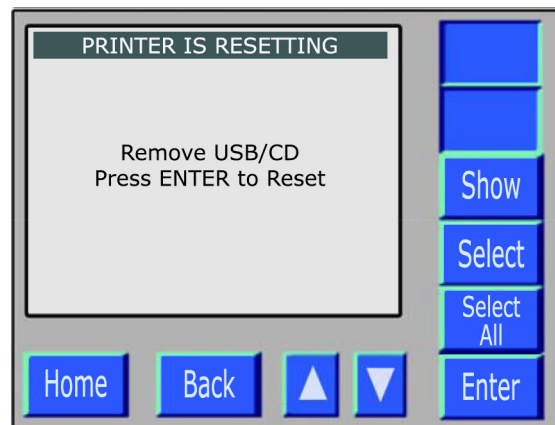 PRINTER IS RESETTING
Remove USB/CD
Press ENTER to Reset
Show
Select
Select
All
Home
Back
Enter